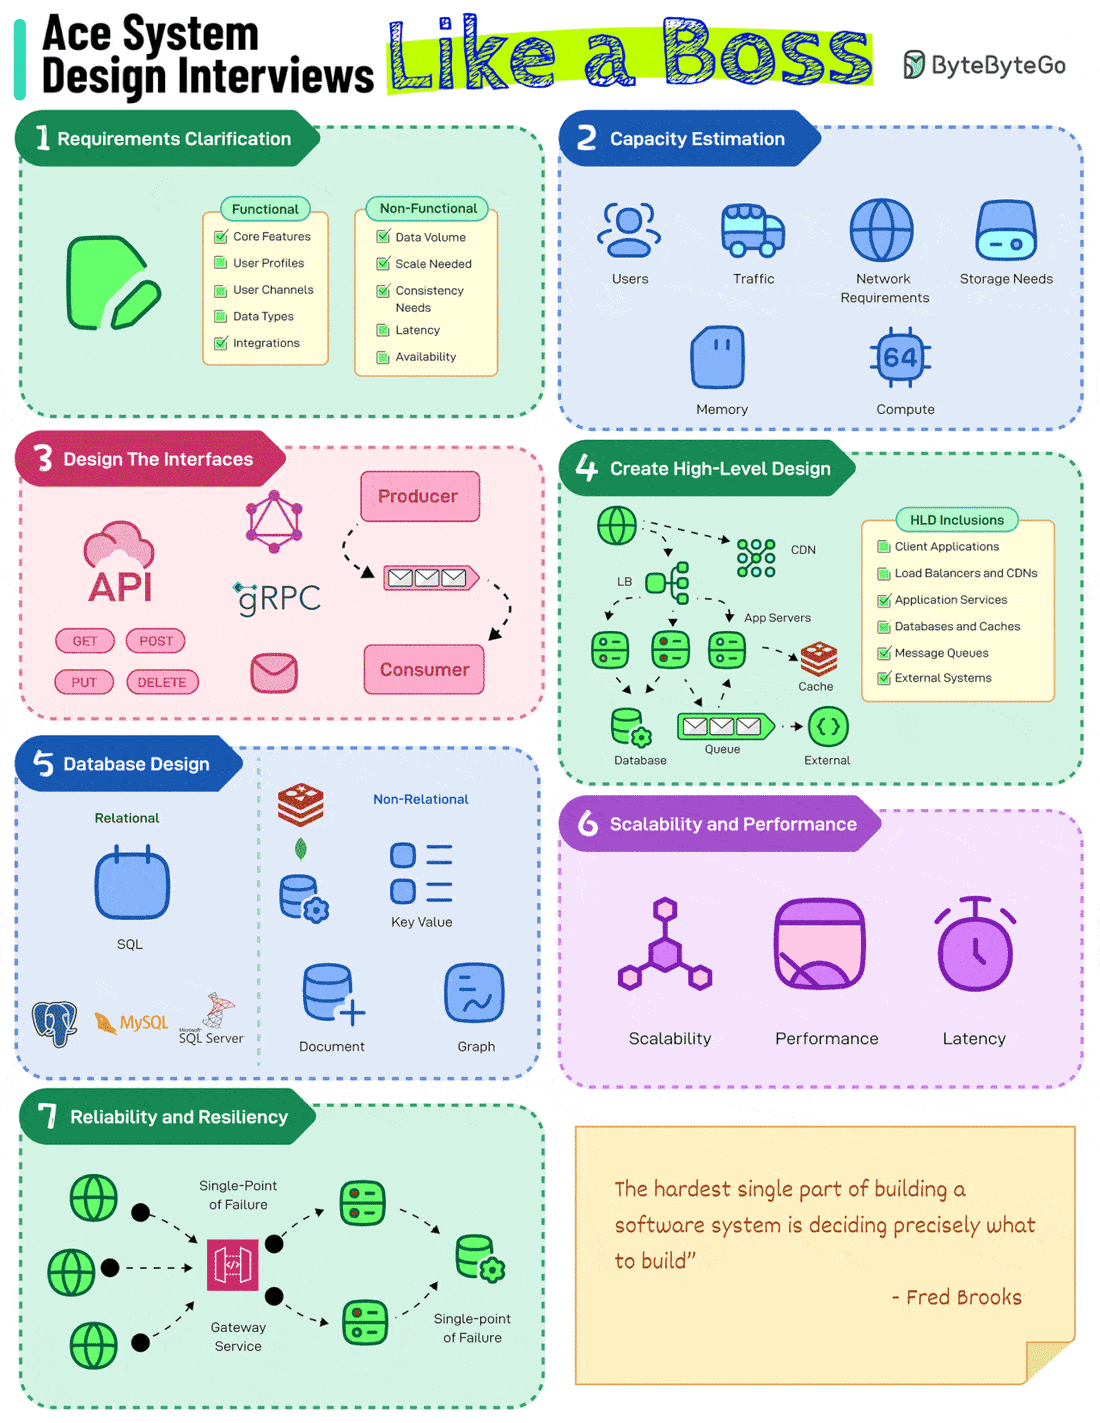 Ace System
Design Interviews
Like a Boss
ByteByteGo
1 Requirements Clarification
Functional
Core Features
User Profiles
User Channels
Data Types
Integrations
Non-Functional
Data Volume
Scale Needed
Consistency
Needs
Latency
Availability
2 Capacity Estimation
Users
Traffic
Network
Requirements
Storage Needs
Memory
64
Compute
3 Design The Interfaces
API
GET
POST
PUT
DELETE
gRPC
Producer
Consumer
4 Create High-Level Design
CDN
LB
App Servers
Cache
Database
Queue
External
HLD Inclusions
Client Applications
Load Balancers and CDNs
Application Services
Databases and Caches
Message Queues
External Systems
5 Database Design
Relational
SQL
MySQL
Microsoft
SQL Server
Non-Relational
Key Value
Document
Graph
6 Scalability and Performance
Scalability
Performance
Latency
7 Reliability and Resiliency
Single-Point
of Failure
</>
Gateway
Service
Single-point
of Failure
The hardest single part of building a
software system is deciding precisely what
to build”
- Fred Brooks